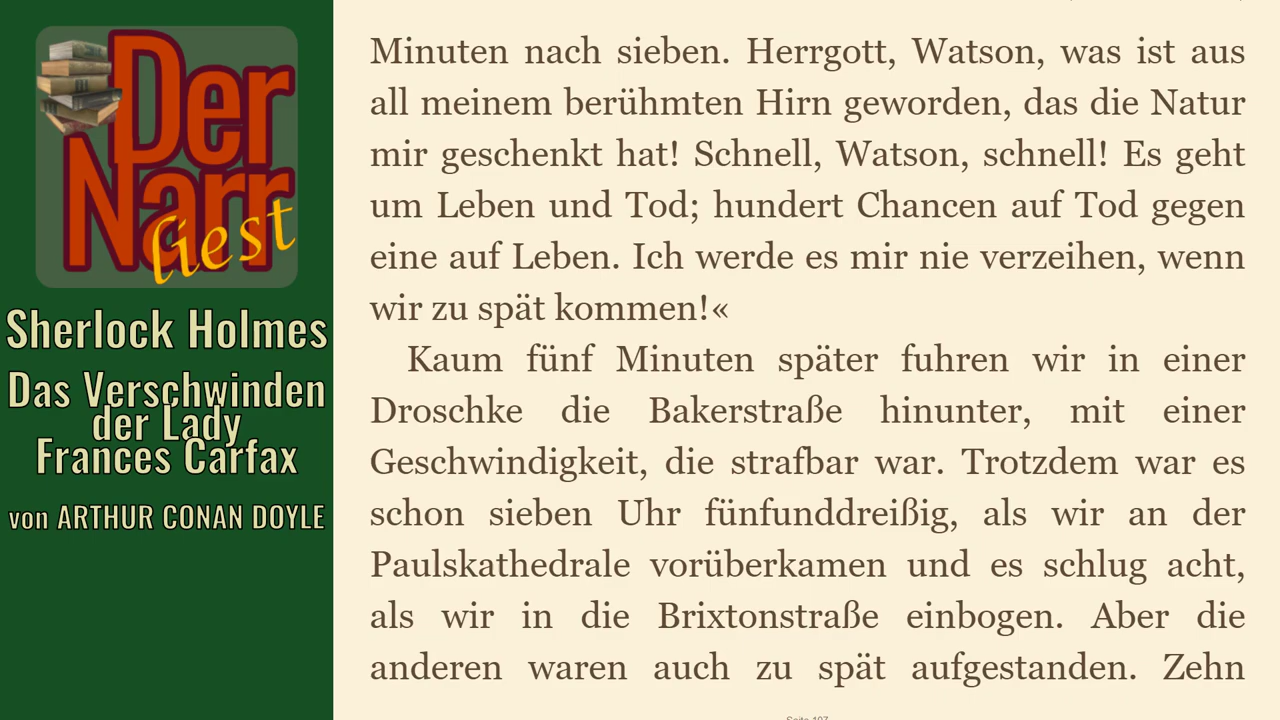 Der
Narr
liest
Sherlock Holmes
Das Verschwinden
der Lady
Frances Carfax
von ARTHUR CONAN DOYLE
Minuten nach sieben. Herrgott, Watson, was ist aus
all meinem berühmten Hirn geworden, das die Natur
mir geschenkt hat! Schnell, Watson, schnell! Es geht
um Leben und Tod; hundert Chancen auf Tod gegen
eine auf Leben. Ich werde es mir nie verzeihen, wenn
wir zu spät kommen!«
Kaum fünf Minuten später fuhren wir in einer
Droschke die Bakerstraße hinunter, mit einer
Geschwindigkeit, die strafbar war. Trotzdem war es
schon sieben Uhr fünfunddreißig, als wir an der
Paulskathedrale vorüberkamen und es schlug acht,
als wir in die Brixtonstraße einbogen. Aber die
anderen waren auch zu spät aufgestanden. Zehn